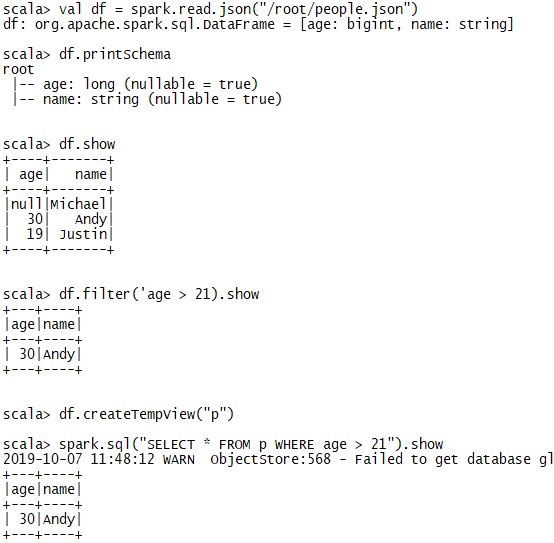 scala> val df = spark.read.json("/root/people.json")
df: org.apache.spark.sql.DataFrame = [age: bigint, name: string]
scala> df.printSchema
root
 |-- age: long (nullable = true)
 |-- name: string (nullable = true)
scala> df.show
+----+-------+
| age|   name|
+----+-------+
|null|Michael|
|  30|   Andy|
|  19| Justin|
+----+-------+
scala> df.filter('age > 21).show
+---+----+
|age|name|
+---+----+
| 30|Andy|
+---+----+
scala> df.createTempView("p")
scala> spark.sql("SELECT * FROM p WHERE age > 21").show
2019-10-07 11:48:12 WARN  ObjectStore:568 - Failed to get database gl
+---+----+
|age|name|
+---+----+
| 30|Andy|
+---+----+